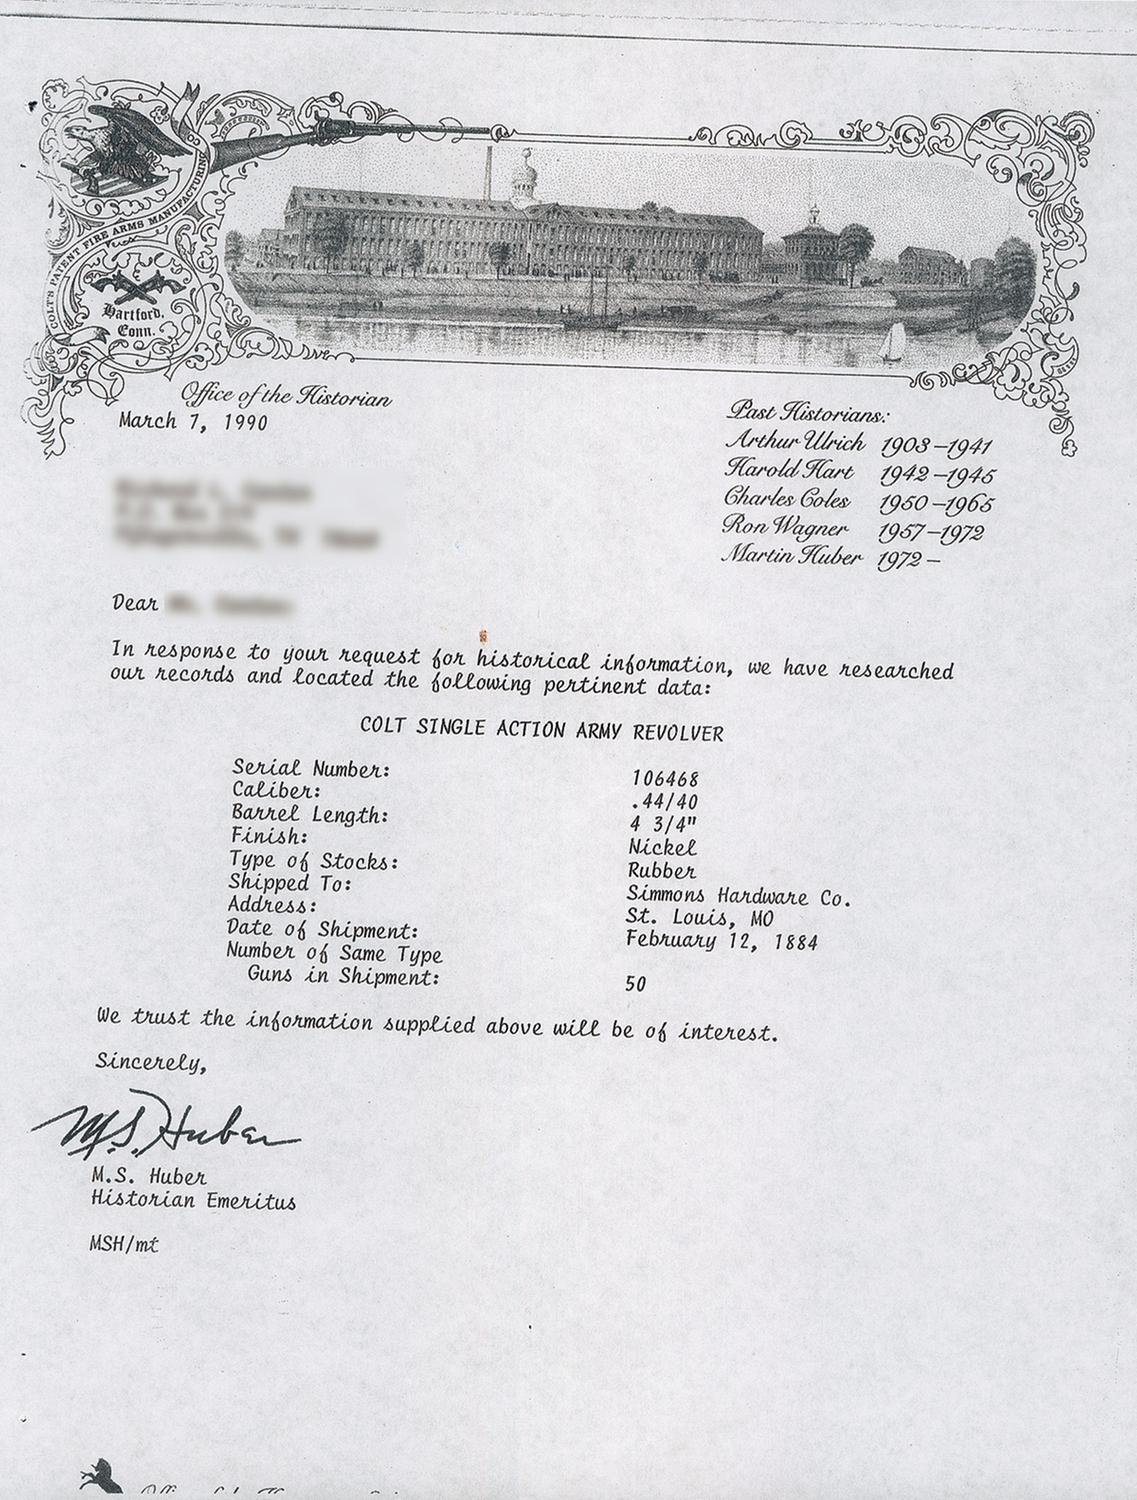 COLT'S PATENT FIRE ARMS MANUFACTURING CO
Hartford,
Conn.
Office of the Historian
March 7, 1990
Past Historians:
Arthur Ulrich 1903–1941
Harold Hart 1942–1945
Charles Coles 1950–1965
Ron Wagner 1957–1972
Martin Huber 1972–
Dear
In response to your request for historical information, we have researched
our records and located the following pertinent data:
COLT SINGLE ACTION ARMY REVOLVER
Serial Number: 106468
Caliber: .44/40
Barrel Length: 4 3/4"
Finish: Nickel
Type of Stocks: Rubber
Shipped To: Simmons Hardware Co.
Address: St. Louis, MO
Date of Shipment: February 12, 1884
Number of Same Type
Guns in Shipment: 50
We trust the information supplied above will be of interest.
Sincerely,
M.S. Huber
M.S. Huber
Historian Emeritus
MSH/mt